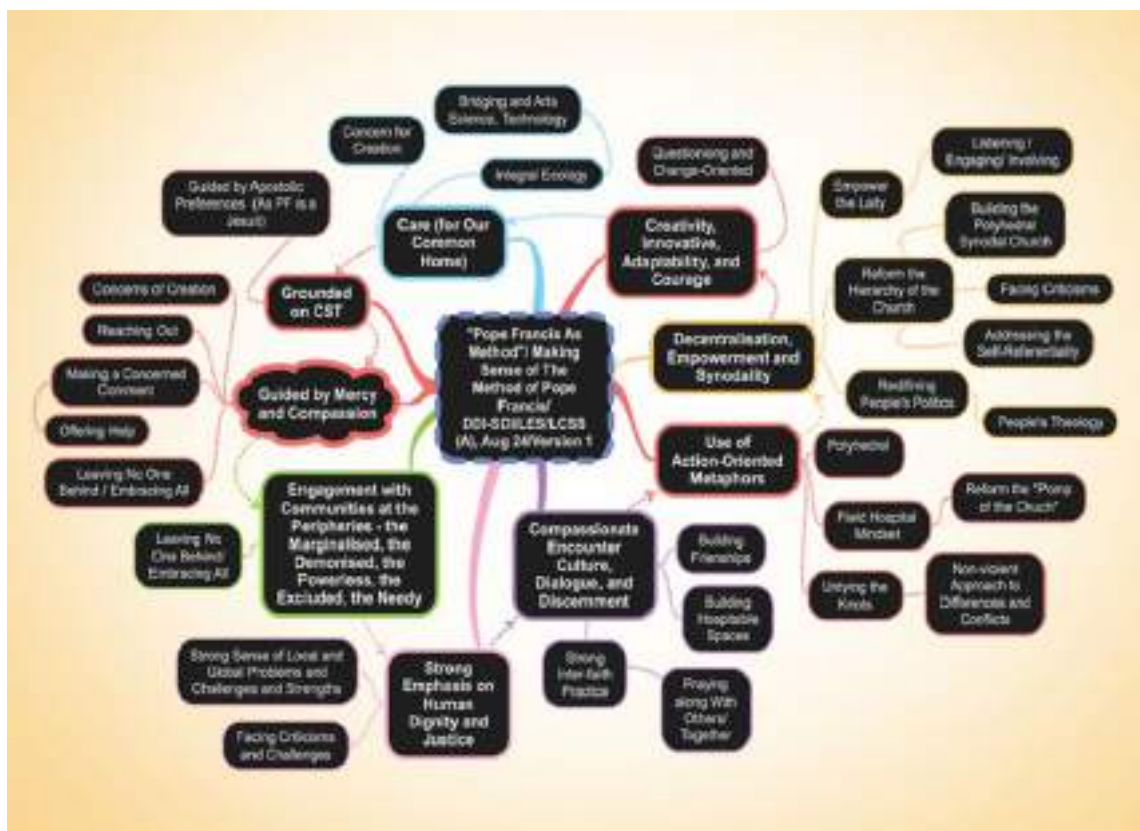 Bridging and Arts
Science, Technology
Concern for
Creation
Integral Ecology
Guided by Apostolic
Preferences (As PF is a
Jesuit)
Care (for Our
Common
Home)
Grounded
on CST
Concerns of Creation
Reaching Out
Making a Concerned
Comment
Offering Help
Leaving No One
Behind / Embracing All
Guided by Mercy
and Compassion
"Pope Francis As
Method"/ Making
Sense of The
Method of Pope
Francis/
DDI-SDI/LES/LCSS
(A), Aug 24/Version 1
Questioning and
Change-Oriented
Creativity,
Innovative,
Adaptability, and
Courage
Decentralisation,
Empowerment and
Synodality
Empower
the Laity
Listening /
Engaging/ Involving
Reform the
Hierarchy of the
Church
Building the
Polyhedral
Synodal Church
Facing Criticisms
Addressing the
Self-Referentiality
Redifining
People's Politics
People's Theology
Use of
Action-Oriented
Metaphors
Polyhedral
Field Hospital
Mindset
Reform the "Pomp
of the Chuch"
Untying the
Knots
Non-violent
Approach to
Differences and
Conflicts
Engagement with
Communities at the
Peripheries - the
Marginalised, the
Demonised, the
Powerless, the
Excluded, the Needy
Leaving No
One Behind/
Embracing All
Compassionate
Encounter
Culture,
Dialogue, and
Discernment
Building
Frienships
Building
Hospitable
Spaces
Strong
Inter-faith
Practice
Praying
along With
Others/
Together
Strong
Emphasis on
Human
Dignity and
Justice
Strong Sense of Local and
Global Problems and
Challenges and Strengths
Facing Criticisms
and Challenges